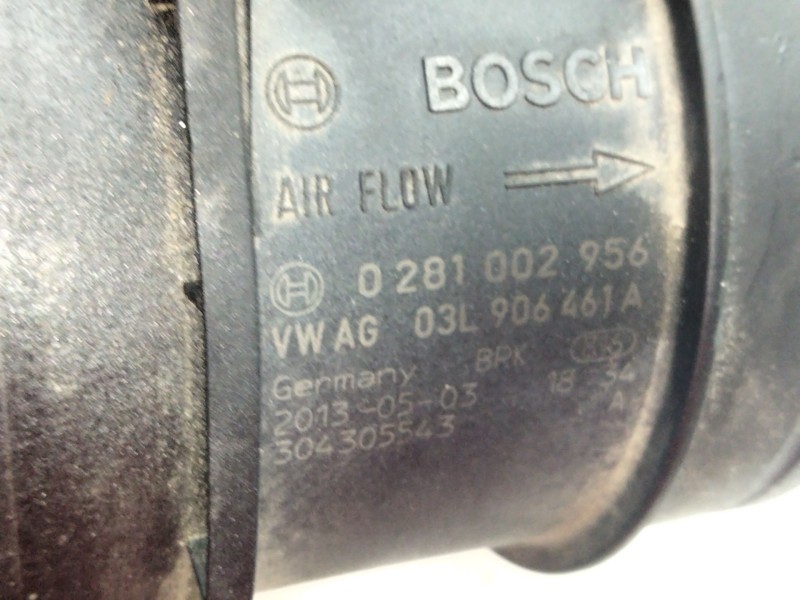 BOSCH
AIR FLOW
0 281 002 956
VW AG 03L 906 461 A
Germany BPK
2013-05-03 18 34
304305543 A